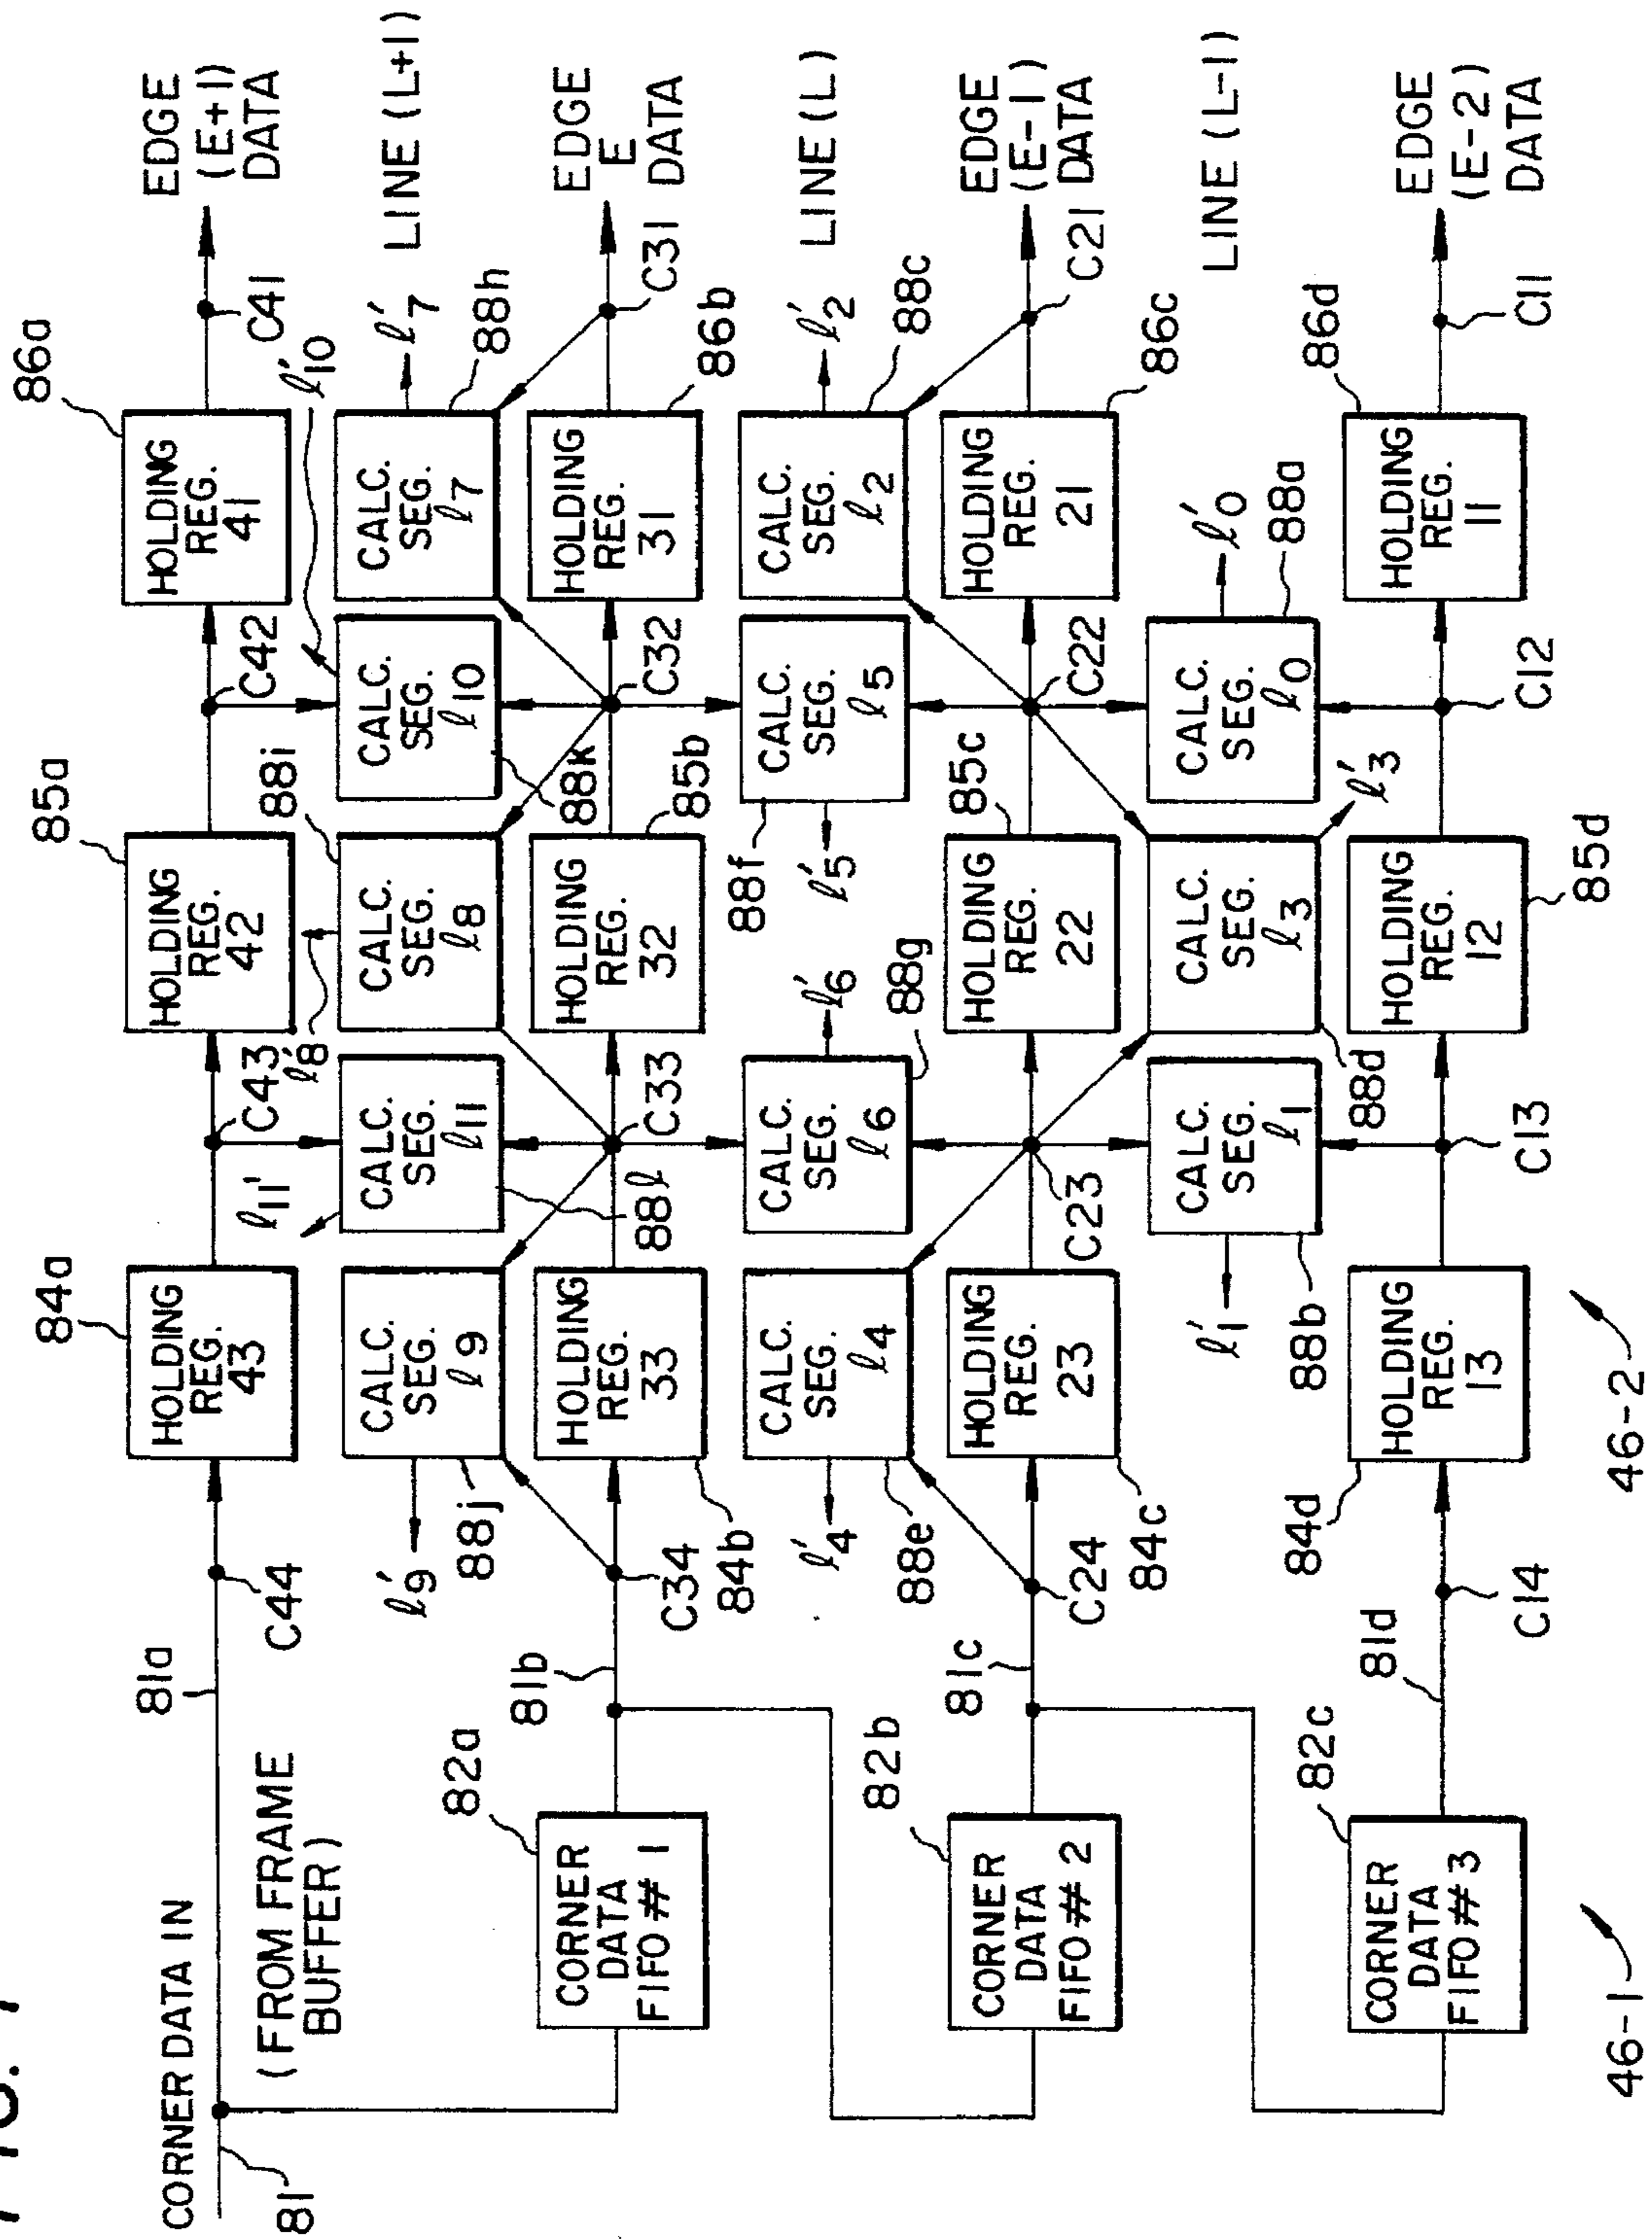 CORNER DATA IN
81
(FROM FRAME
BUFFER)
81a
C44
84a
HOLDING
REG.
43
C43
85a
HOLDING
REG.
42
C42
86a
HOLDING
REG.
41
C41
EDGE
(E+1)
DATA
ℓ'9
88j
CALC.
SEG.
ℓ9
ℓ11'
CALC.
SEG.
ℓ11
88ℓ
ℓ'8
88i
CALC.
SEG.
ℓ8
CALC.
SEG.
ℓ10
88k
ℓ'10
CALC.
SEG.
ℓ7
ℓ'7
88h
LINE (L+1)
82a
CORNER
DATA
FIFO # 1
81b
C34
84b
HOLDING
REG.
33
C33
HOLDING
REG.
32
85b
C32
HOLDING
REG.
31
86b
C31
EDGE
E
DATA
ℓ'4
88e
CALC.
SEG.
ℓ4
CALC.
SEG.
ℓ6
ℓ'6
88g
88f
ℓ'5
CALC.
SEG.
ℓ5
CALC.
SEG.
ℓ2
ℓ'2
88c
LINE (L)
82b
CORNER
DATA
FIFO # 2
81c
C24
84c
HOLDING
REG.
23
C23
HOLDING
REG.
22
85c
C22
HOLDING
REG.
21
86c
C21
EDGE
(E-1)
DATA
ℓ'1
88b
CALC.
SEG.
ℓ1
88d
CALC.
SEG.
ℓ3
ℓ'3
CALC.
SEG.
ℓ0
ℓ'0
88a
LINE (L-1)
82c
CORNER
DATA
FIFO # 3
81d
C14
84d
HOLDING
REG.
13
C13
HOLDING
REG.
12
85d
C12
HOLDING
REG.
11
86d
C11
EDGE
(E-2)
DATA
46-1
46-2